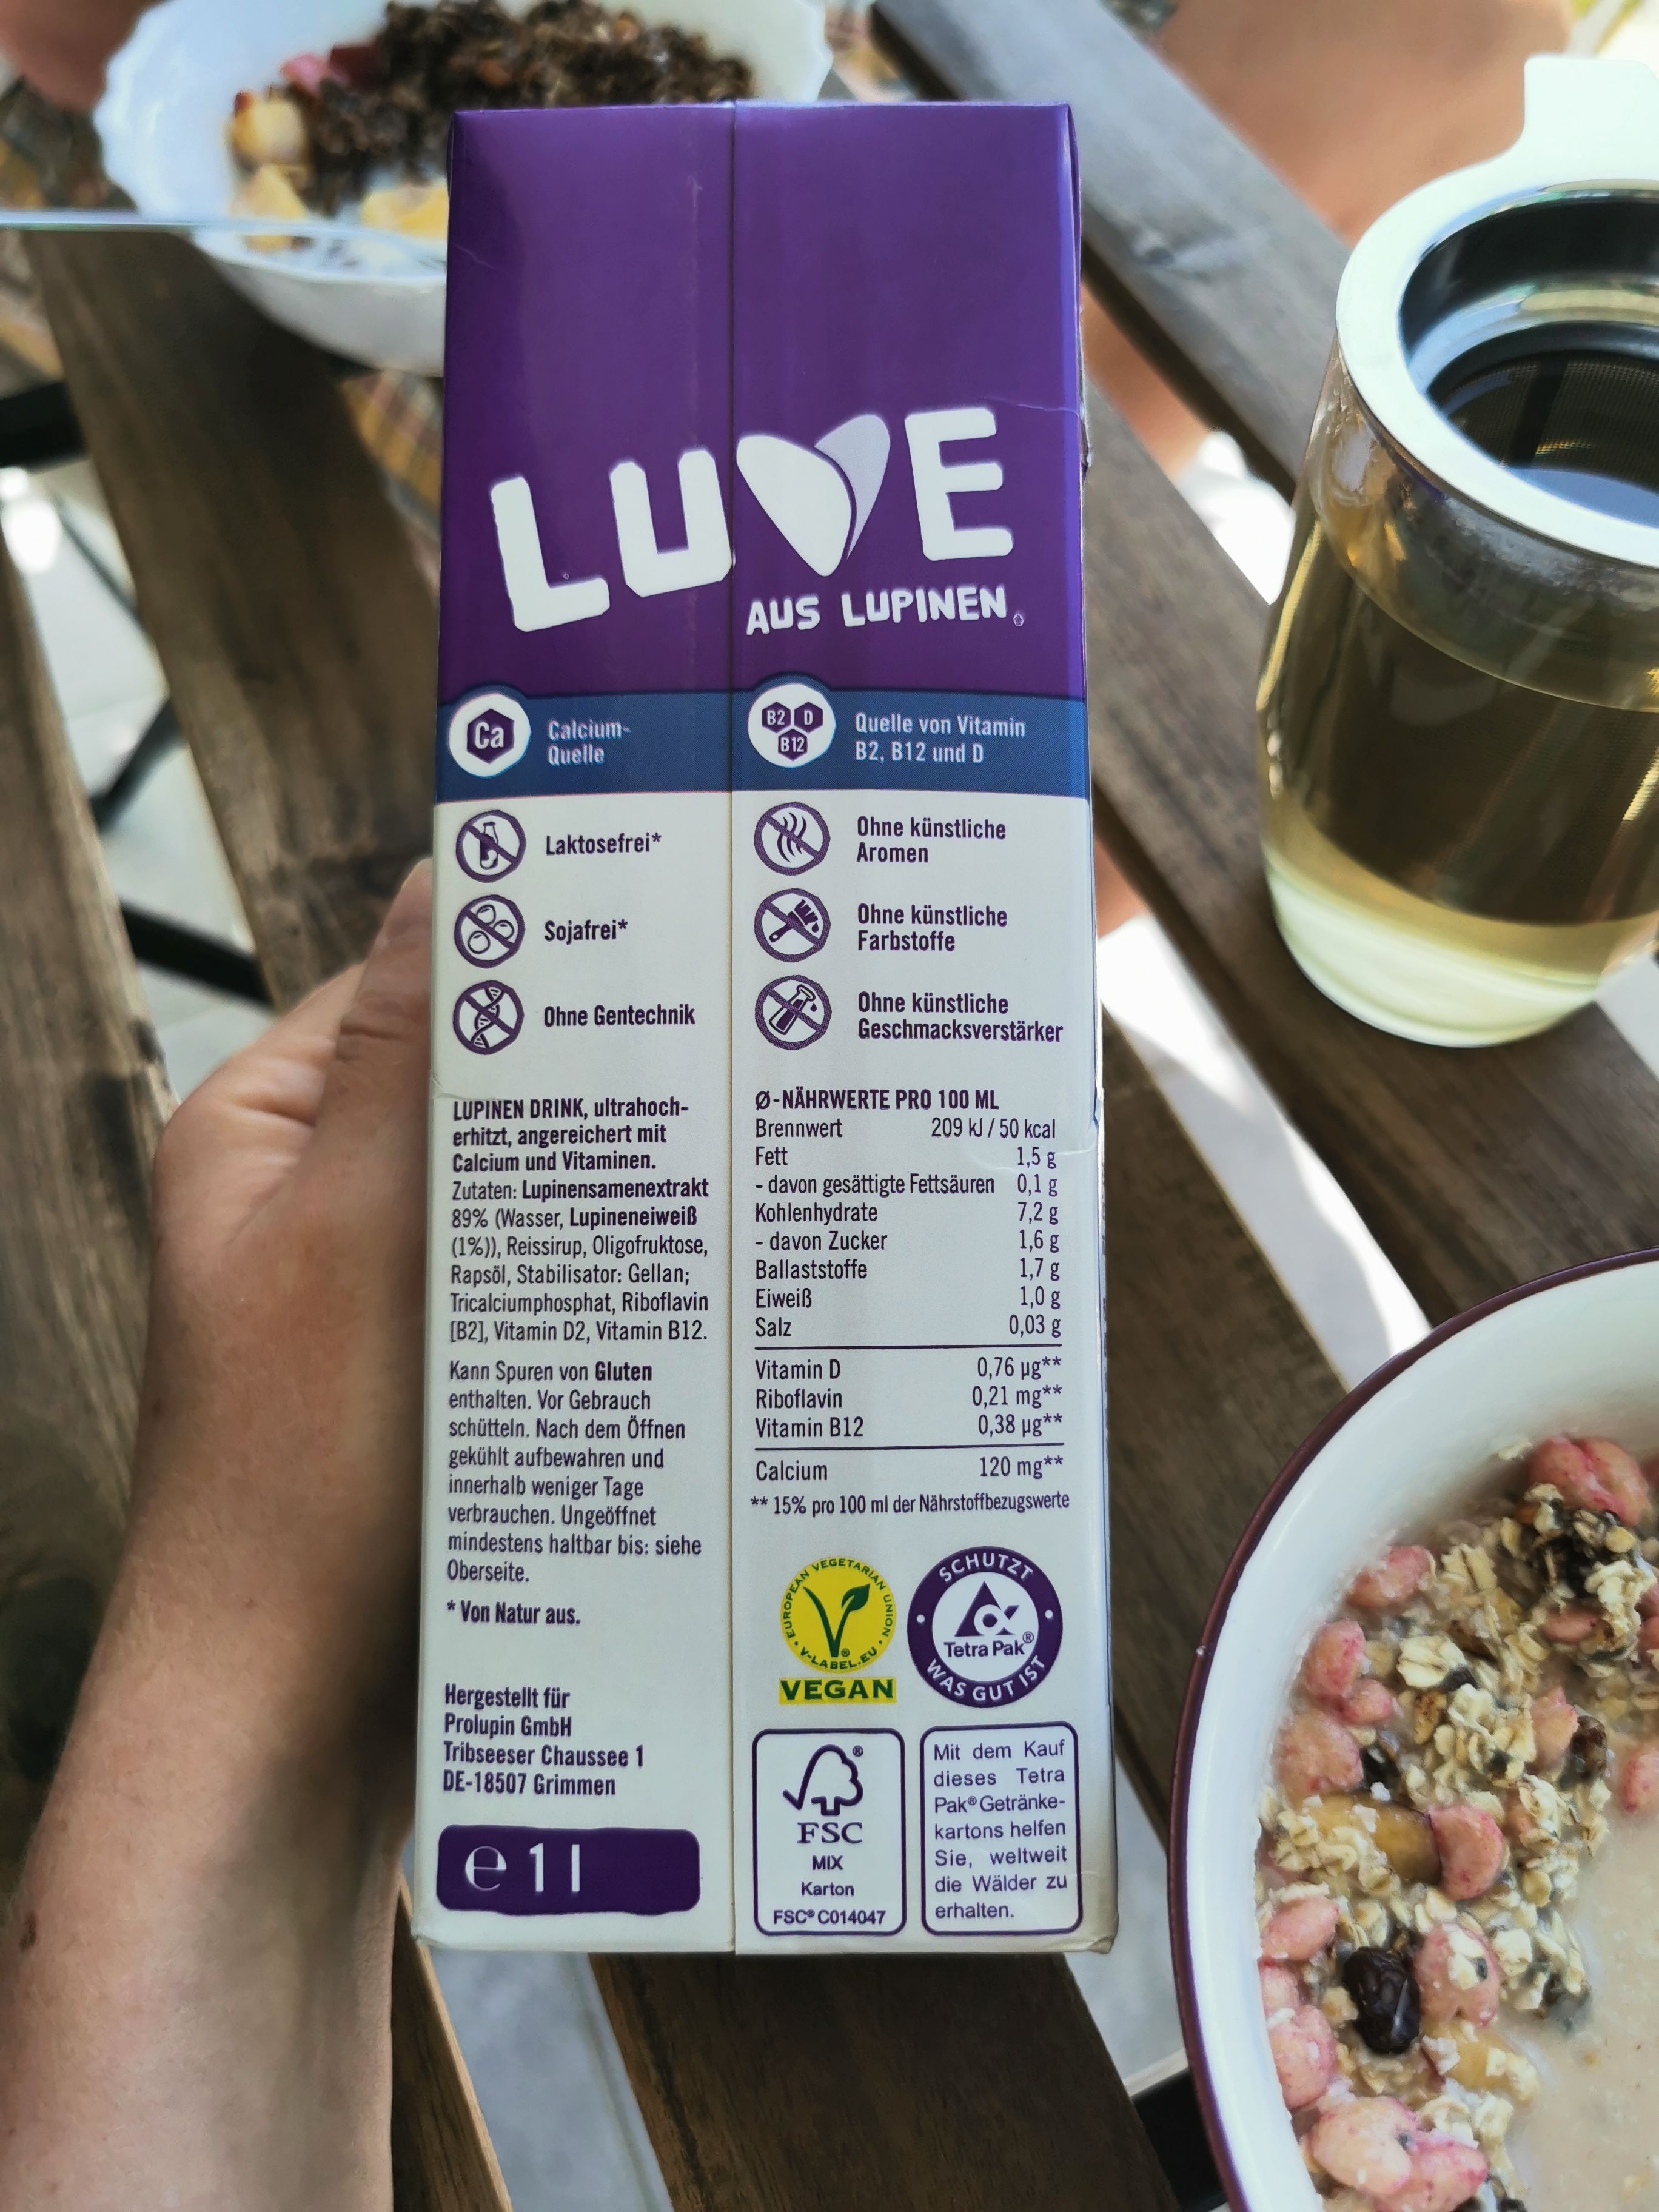 LUVE
AUS LUPINEN
Ca
Calcium-
Quelle
B2 D
B12
Quelle von Vitamin
B2, B12 und D
Laktosefrei*
Sojafrei*
Ohne Gentechnik
Ohne künstliche
Aromen
Ohne künstliche
Farbstoffe
Ohne künstliche
Geschmacksverstärker
LUPINEN DRINK, ultrahoch-
erhitzt, angereichert mit
Calcium und Vitaminen.
Zutaten: Lupinensamenextrakt
89% (Wasser, Lupineneiweiß
(1%)), Reissirup, Oligofruktose,
Rapsöl, Stabilisator: Gellan;
Tricalciumphosphat, Riboflavin
[B2], Vitamin D2, Vitamin B12.
Kann Spuren von Gluten
enthalten. Vor Gebrauch
schütteln. Nach dem Öffnen
gekühlt aufbewahren und
innerhalb weniger Tage
verbrauchen. Ungeöffnet
mindestens haltbar bis: siehe
Oberseite.
* Von Natur aus.
Hergestellt für
Prolupin GmbH
Tribseeser Chaussee 1
DE-18507 Grimmen
e 1 l
Ø-NÄHRWERTE PRO 100 ML
Brennwert 209 kJ / 50 kcal
Fett 1,5 g
- davon gesättigte Fettsäuren 0,1 g
Kohlenhydrate 7,2 g
- davon Zucker 1,6 g
Ballaststoffe 1,7 g
Eiweiß 1,0 g
Salz 0,03 g
Vitamin D 0,76 µg**
Riboflavin 0,21 mg**
Vitamin B12 0,38 µg**
Calcium 120 mg**
** 15% pro 100 ml der Nährstoffbezugswerte
EUROPEAN VEGETARIAN UNION
V-LABEL.EU
VEGAN
SCHÜTZT
Tetra Pak®
WAS GUT IST
FSC
MIX
Karton
FSC® C014047
Mit dem Kauf
dieses Tetra
Pak® Getränke-
kartons helfen
Sie, weltweit
die Wälder zu
erhalten.